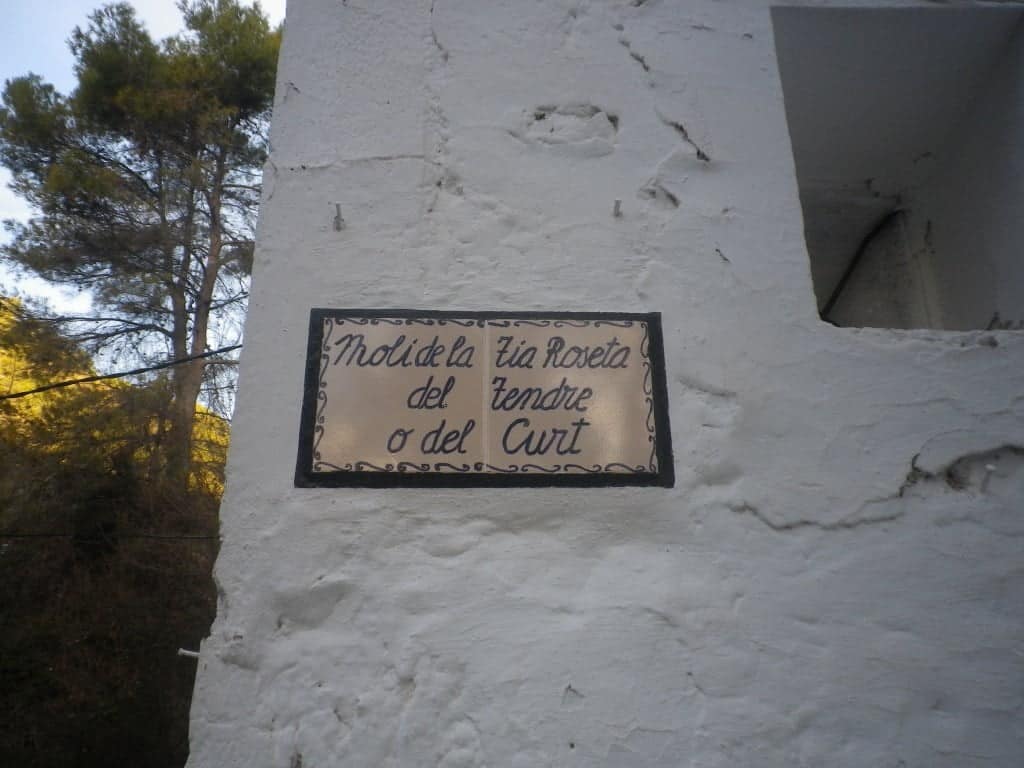 Moli de la Tia Roseta
del Tendre
o del Curt